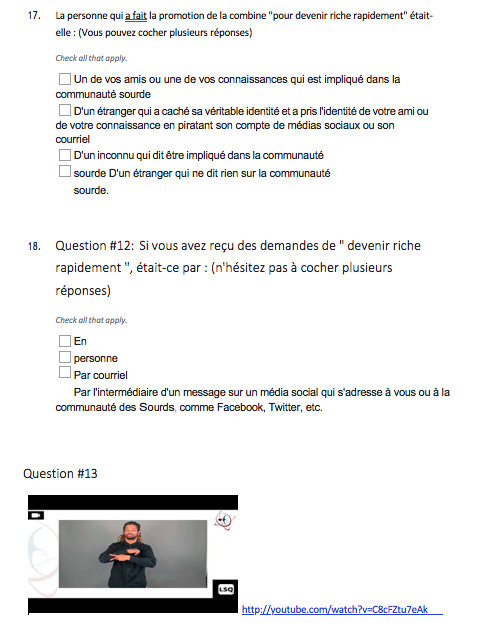 17. La personne qui a fait la promotion de la combine "pour devenir riche rapidement" était-
elle : (Vous pouvez cocher plusieurs réponses)
Check all that apply.
Un de vos amis ou une de vos connaissances qui est impliqué dans la
communauté sourde
D'un étranger qui a caché sa véritable identité et a pris l'identité de votre ami ou
de votre connaissance en piratant son compte de médias sociaux ou son
courriel
D'un inconnu qui dit être impliqué dans la communauté
sourde D'un étranger qui ne dit rien sur la communauté
sourde.
18. Question #12: Si vous avez reçu des demandes de " devenir riche
rapidement ", était-ce par : (n'hésitez pas à cocher plusieurs
réponses)
Check all that apply.
En
personne
Par courriel
Par l'intermédiaire d'un message sur un média social qui s'adresse à vous ou à la
communauté des Sourds, comme Facebook, Twitter, etc.
Question #13
LSQ
http://youtube.com/watch?v=C8cFZtu7eAk